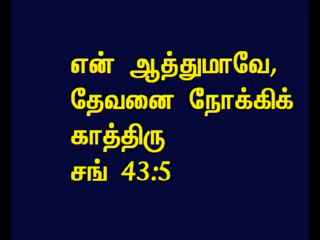 என் ஆத்துமாவே,
தேவனை நோக்கிக்
காத்திரு
சங் 43:5